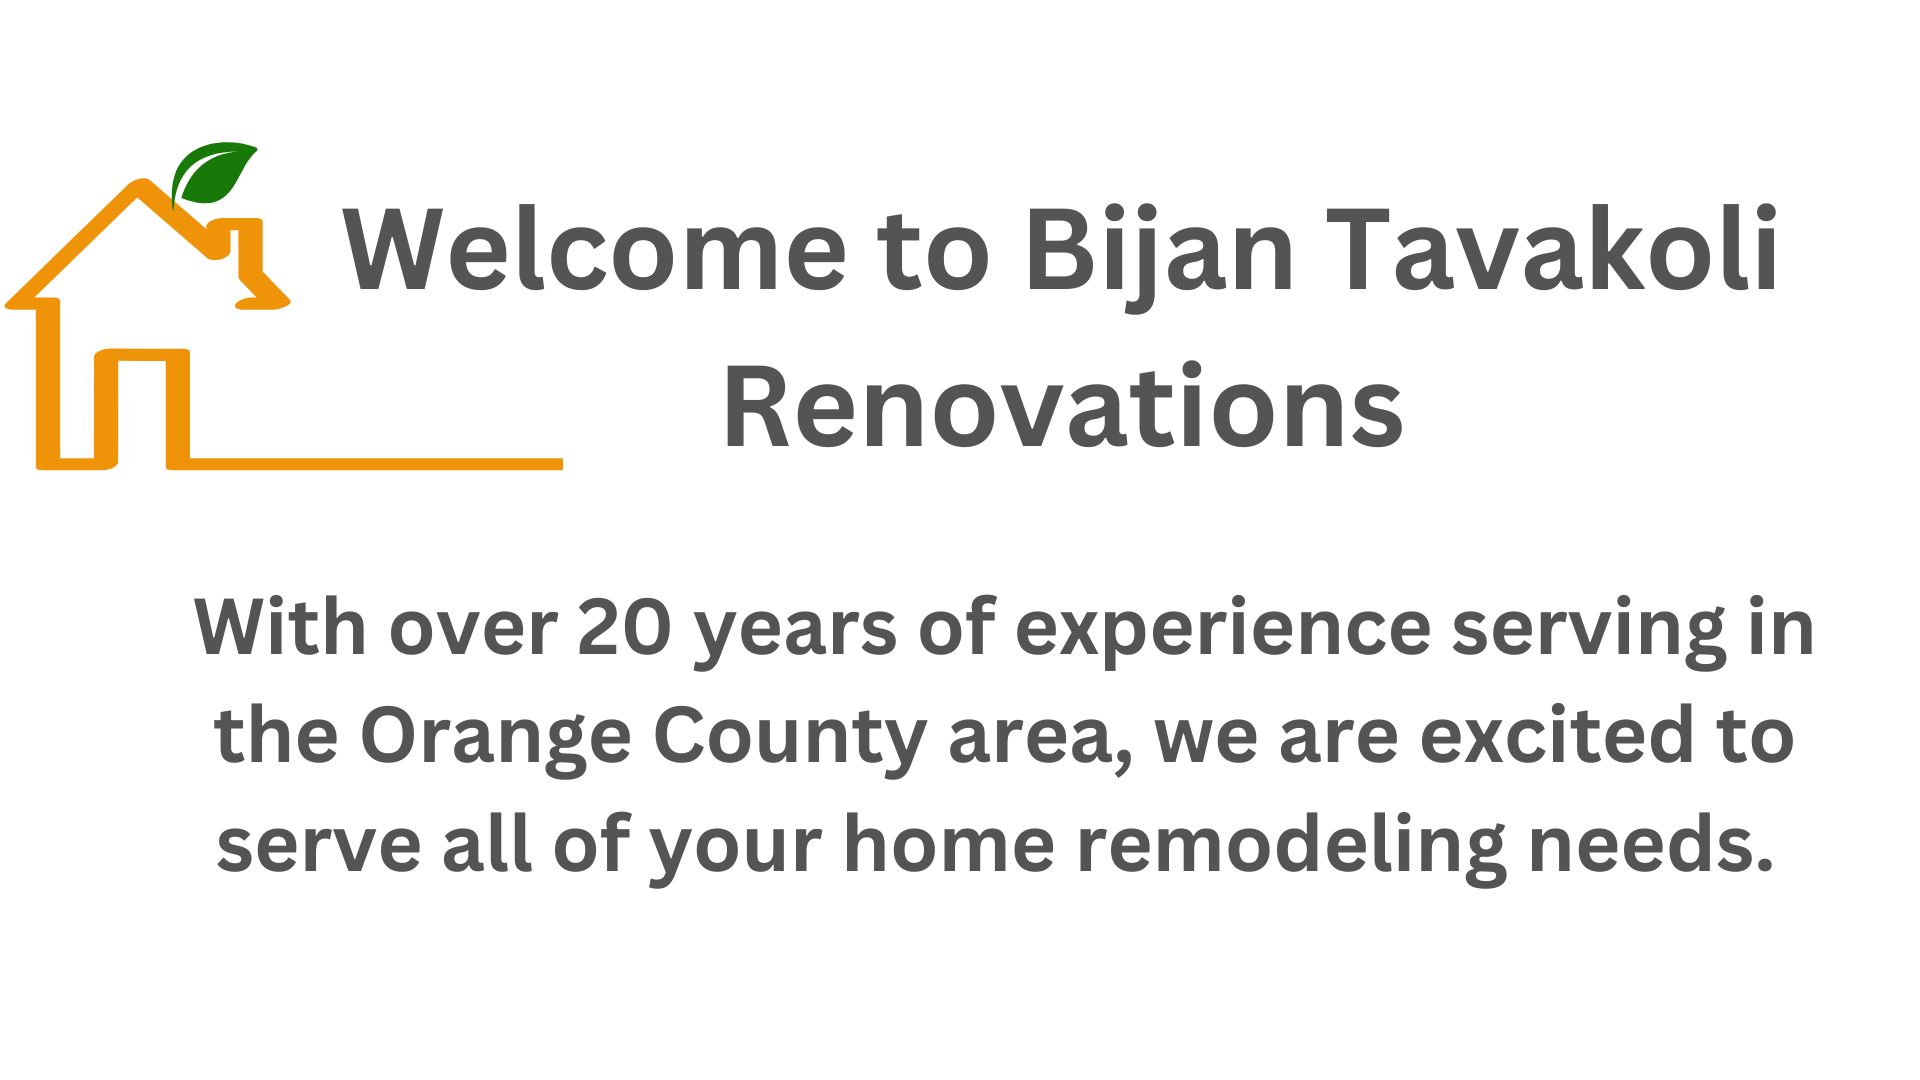 Welcome to Bijan Tavakoli
Renovations
With over 20 years of experience serving in
the Orange County area, we are excited to
serve all of your home remodeling needs.